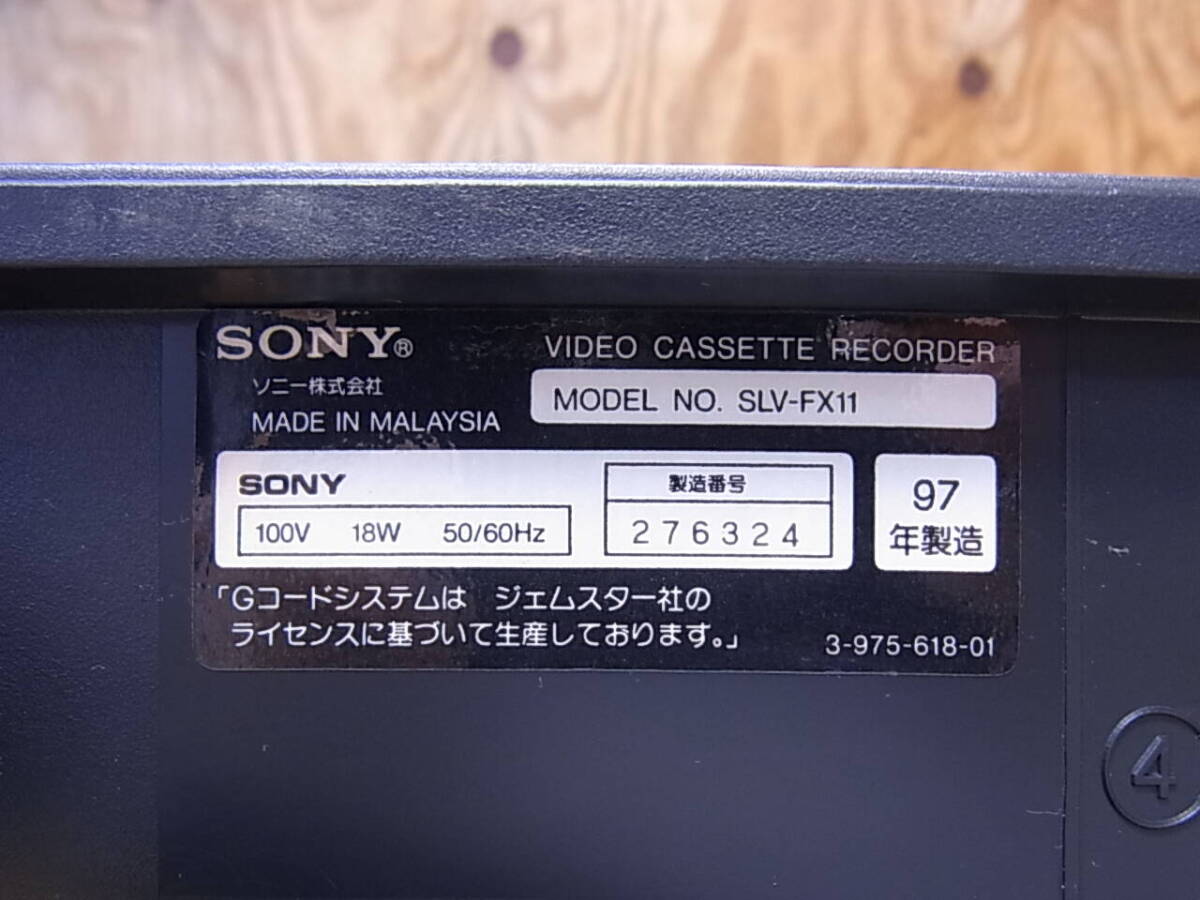 SONY®
VIDEO CASSETTE RECORDER
ソニー株式会社
MADE IN MALAYSIA
MODEL NO. SLV-FX11
SONY
100V 18W 50/60Hz
製造番号
276324
97
年製造
「Gコードシステムは ジェムスター社の
ライセンスに基づいて生産しております。」
3-975-618-01
4